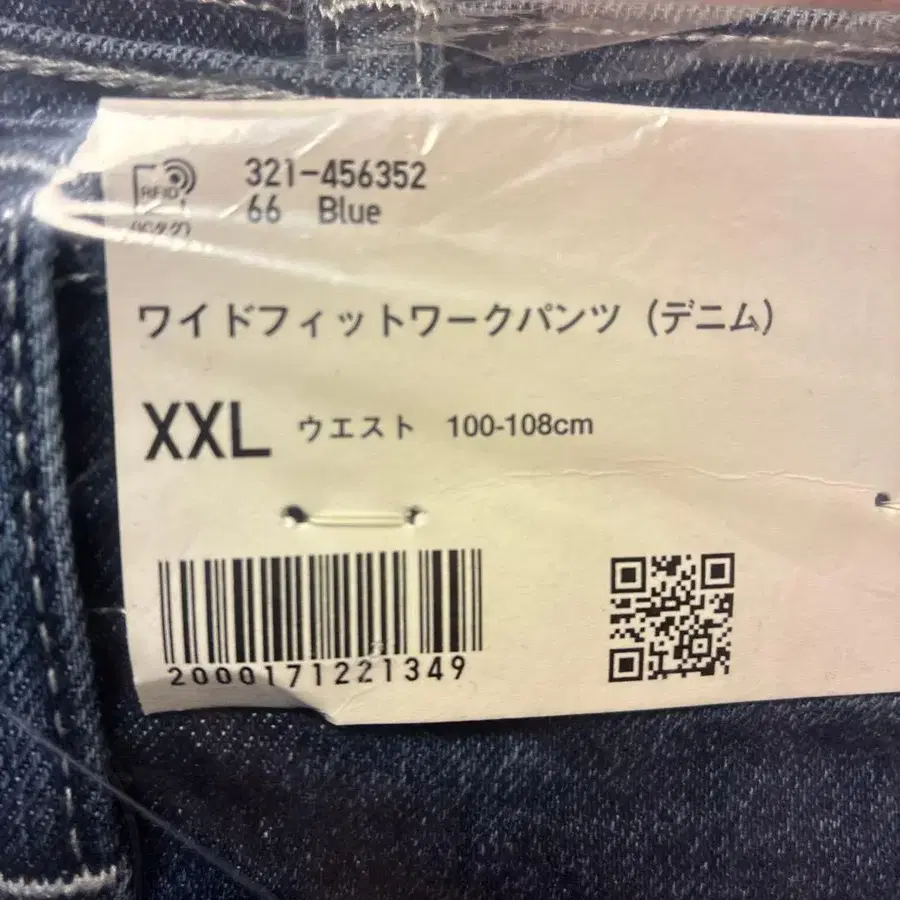 321-456352
RFID
66 Blue
(ICタグ)
ワイドフィットワークパンツ (デニム)
XXL ウエスト 100-108cm
2000171221349